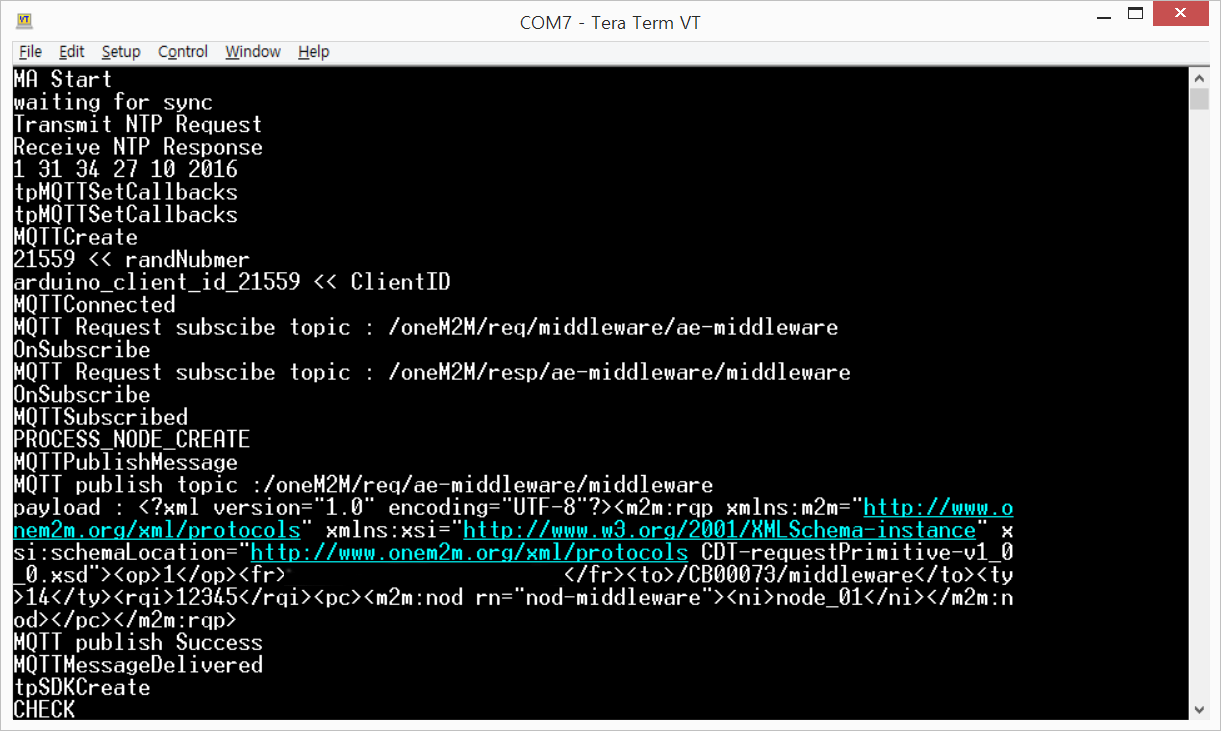 VT
COM7 - Tera Term VT
File Edit Setup Control Window Help
MA Start
waiting for sync
Transmit NTP Request
Receive NTP Response
1 31 34 27 10 2016
tpMQTTSetCallbacks
tpMQTTSetCallbacks
MQTTCreate
21559 << randNubmer
arduino_client_id_21559 << ClientID
MQTTConnected
MQTT Request subscibe topic : /oneM2M/req/middleware/ae-middleware
OnSubscribe
MQTT Request subscibe topic : /oneM2M/resp/ae-middleware/middleware
OnSubscribe
MQTTSubscribed
PROCESS_NODE_CREATE
MQTTPublishMessage
MQTT publish topic :/oneM2M/req/ae-middleware/middleware
payload : <?xml version="1.0" encoding="UTF-8"?><m2m:rqp xmlns:m2m="http://www.o
nem2m.org/xml/protocols" xmlns:xsi="http://www.w3.org/2001/XMLSchema-instance" x
si:schemaLocation="http://www.onem2m.org/xml/protocols CDT-requestPrimitive-v1_0
_0.xsd"><op>1</op><fr> </fr><to>/CB00073/middleware</to><ty
>14</ty><rqi>12345</rqi><pc><m2m:nod rn="nod-middleware"><ni>node_01</ni></m2m:n
od></pc></m2m:rqp>
MQTT publish Success
MQTTMessageDelivered
tpSDKCreate
CHECK